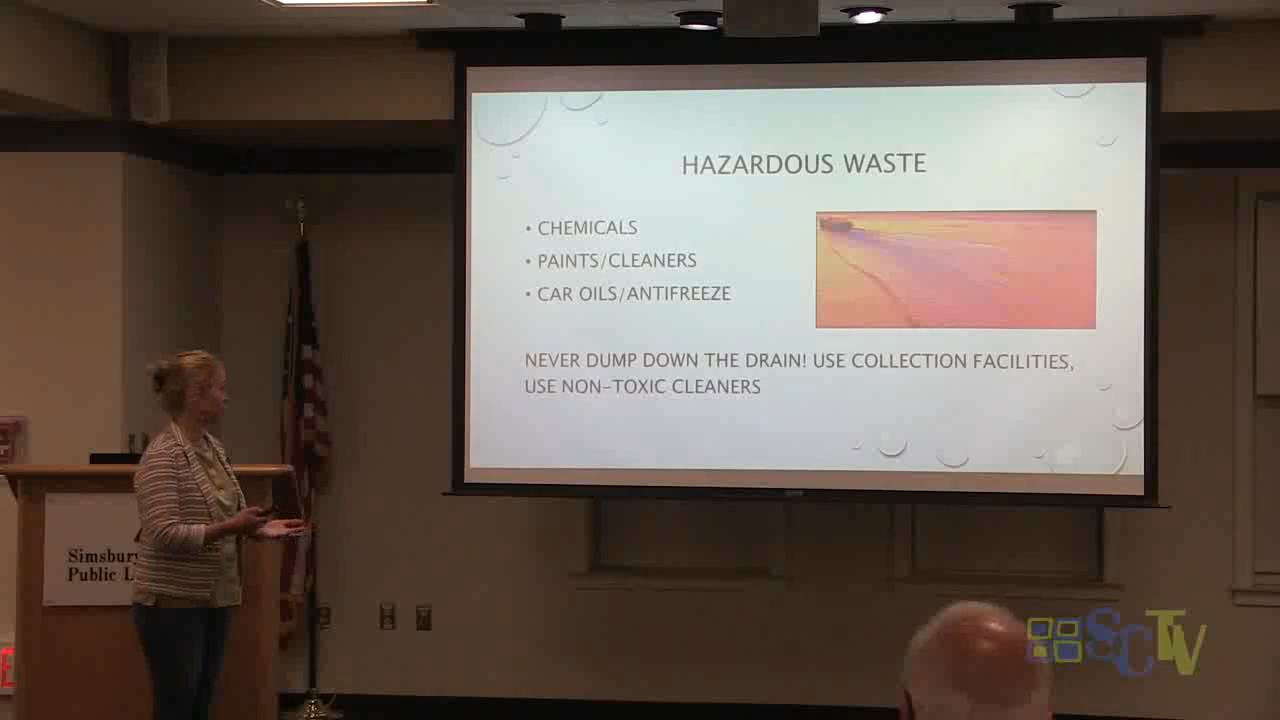 HAZARDOUS WASTE
• CHEMICALS
• PAINTS/CLEANERS
• CAR OILS/ANTIFREEZE
NEVER DUMP DOWN THE DRAIN! USE COLLECTION FACILITIES,
USE NON-TOXIC CLEANERS
Simsbury
Public L
SCTV